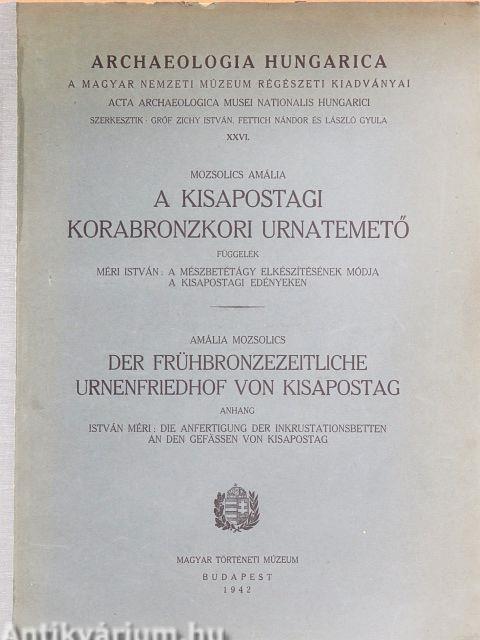 ARCHAEOLOGIA HUNGARICA
A MAGYAR NEMZETI MÚZEUM RÉGÉSZETI KIADVÁNYAI
ACTA ARCHAEOLOGICA MUSEI NATIONALIS HUNGARICI
SZERKESZTIK: GRÓF ZICHY ISTVÁN, FETTICH NÁNDOR ÉS LÁSZLÓ GYULA
XXVI.
MOZSOLICS AMÁLIA
A KISAPOSTAGI
KORABRONZKORI URNATEMETŐ
FÜGGELÉK
MÉRI ISTVÁN: A MÉSZBETÉTÁGY ELKÉSZÍTÉSÉNEK MÓDJA
A KISAPOSTAGI EDÉNYEKEN
AMÁLIA MOZSOLICS
DER FRÜHBRONZEZEITLICHE
URNENFRIEDHOF VON KISAPOSTAG
ANHANG
ISTVÁN MÉRI: DIE ANFERTIGUNG DER INKRUSTATIONSBETTEN
AN DEN GEFÄSSEN VON KISAPOSTAG
MAGYAR TÖRTÉNETI MÚZEUM
BUDAPEST
1942
Antikvárium.hu